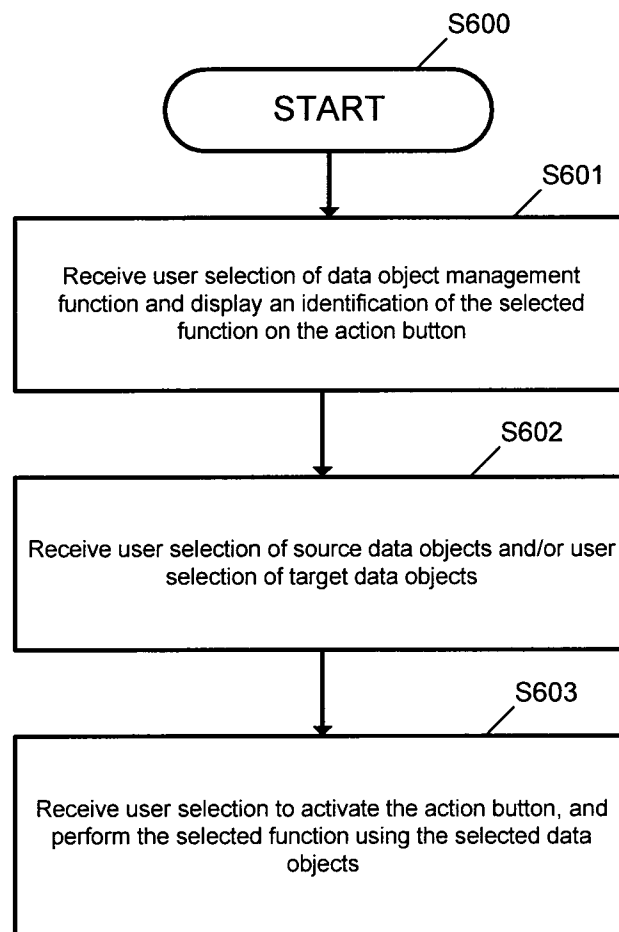 S600
START
S601
Receive user selection of data object management
function and display an identification of the selected
function on the action button
S602
Receive user selection of source data objects and/or user
selection of target data objects
S603
Receive user selection to activate the action button, and
perform the selected function using the selected data
objects